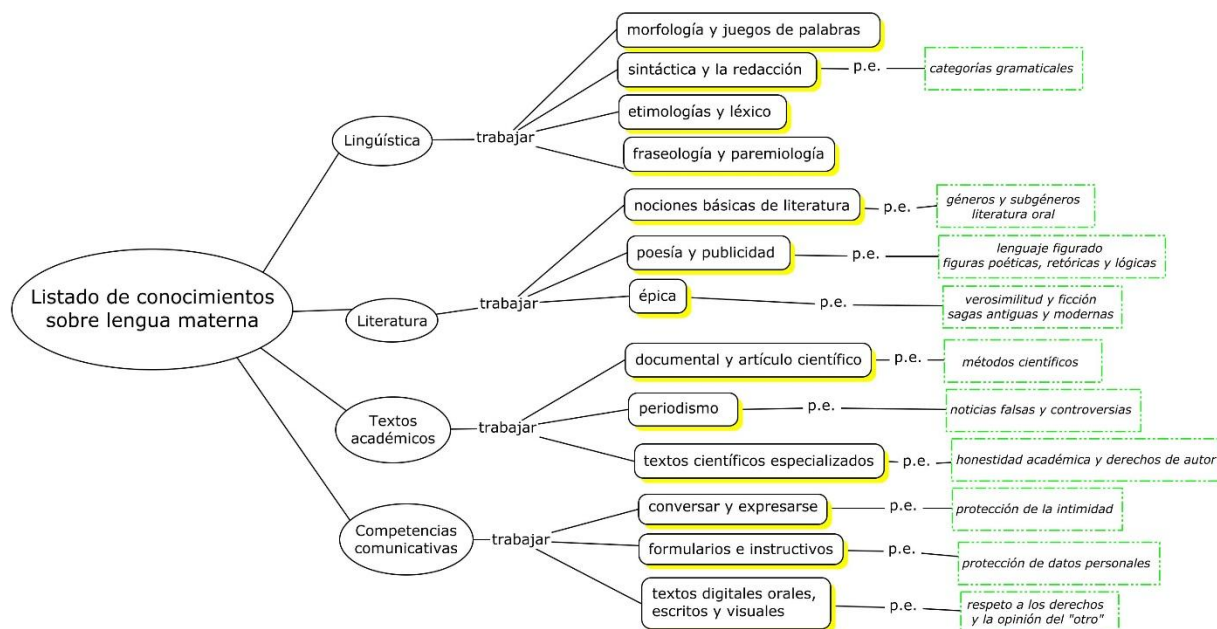 Listado de conocimientos
sobre lengua materna
Lingúística
trabajar
morfología y juegos de palabras
sintáctica y la redacción
p.e.
categorías gramaticales
etimologías y léxico
fraseología y paremiología
Literatura
trabajar
nociones básicas de literatura
p.e.
géneros y subgéneros
literatura oral
poesía y publicidad
p.e.
lenguaje figurado
figuras poéticas, retóricas y lógicas
épica
p.e.
verosimilitud y ficción
sagas antiguas y modernas
Textos
académicos
trabajar
documental y artículo científico
p.e.
métodos científicos
periodismo
p.e.
noticias falsas y controversias
textos científicos especializados
p.e.
honestidad académica y derechos de autor
Competencias
comunicativas
trabajar
conversar y expresarse
p.e.
protección de la intimidad
formularios e instructivos
p.e.
protección de datos personales
textos digitales orales,
escritos y visuales
p.e.
respeto a los derechos
y la opinión del "otro"